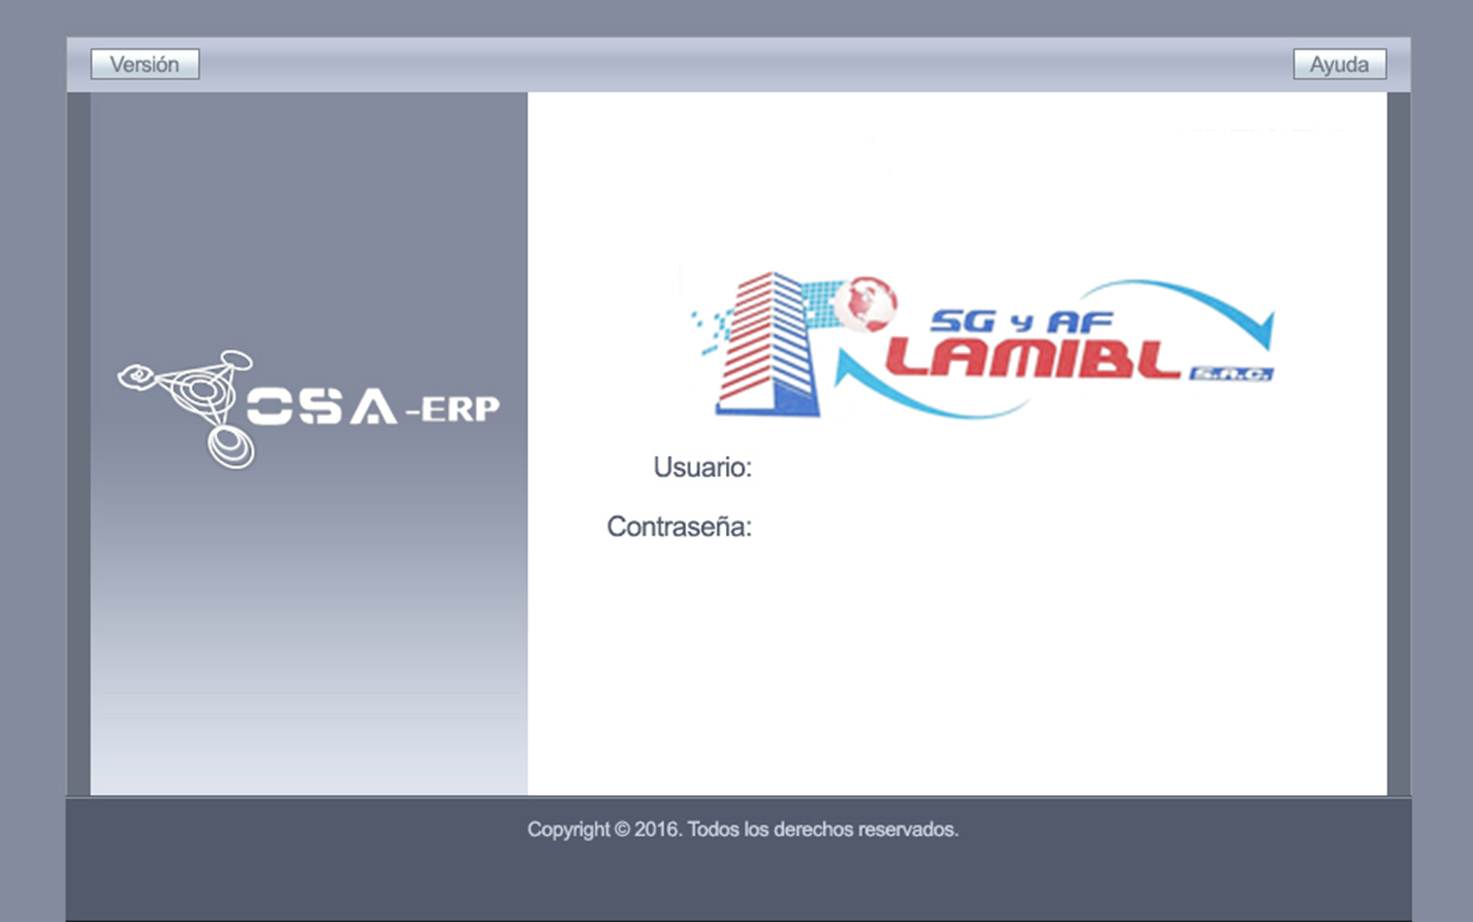 Versión
Ayuda
OSA-ERP
SG y AF
LAMIBL S.A.C.
Usuario:
Contraseña:
Copyright © 2016. Todos los derechos reservados.